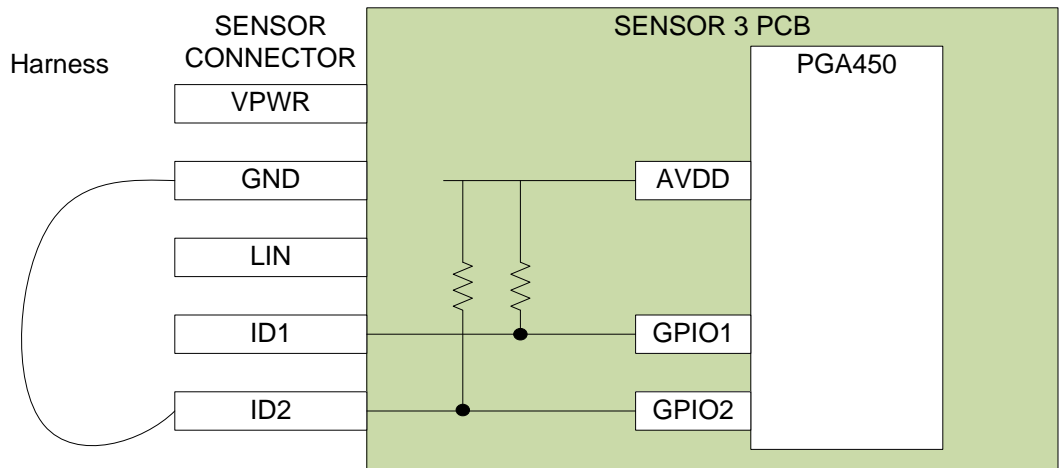 SENSOR
CONNECTOR
SENSOR 3 PCB
Harness
PGA450
VPWR
GND
AVDD
LIN
ID1
GPIO1
ID2
GPIO2